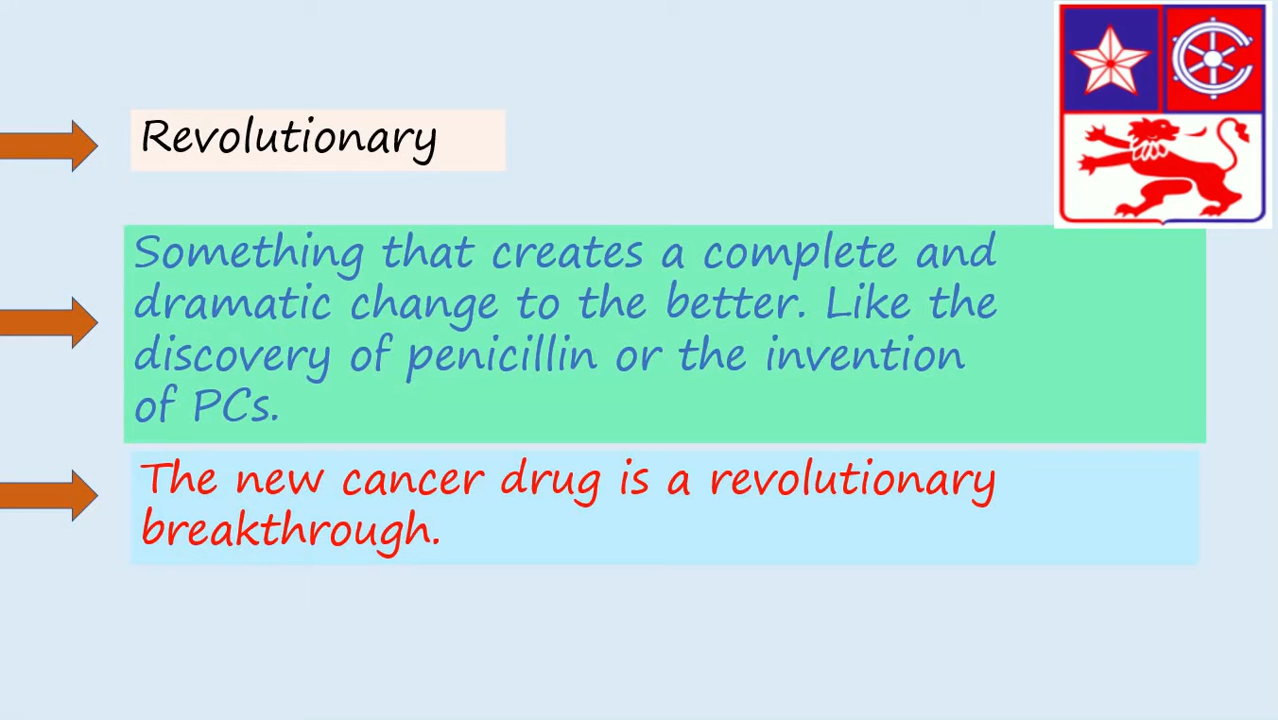 Revolutionary
Something that creates a complete and
dramatic change to the better. Like the
discovery of penicillin or the invention
of PCs.
The new cancer drug is a revolutionary
breakthrough.